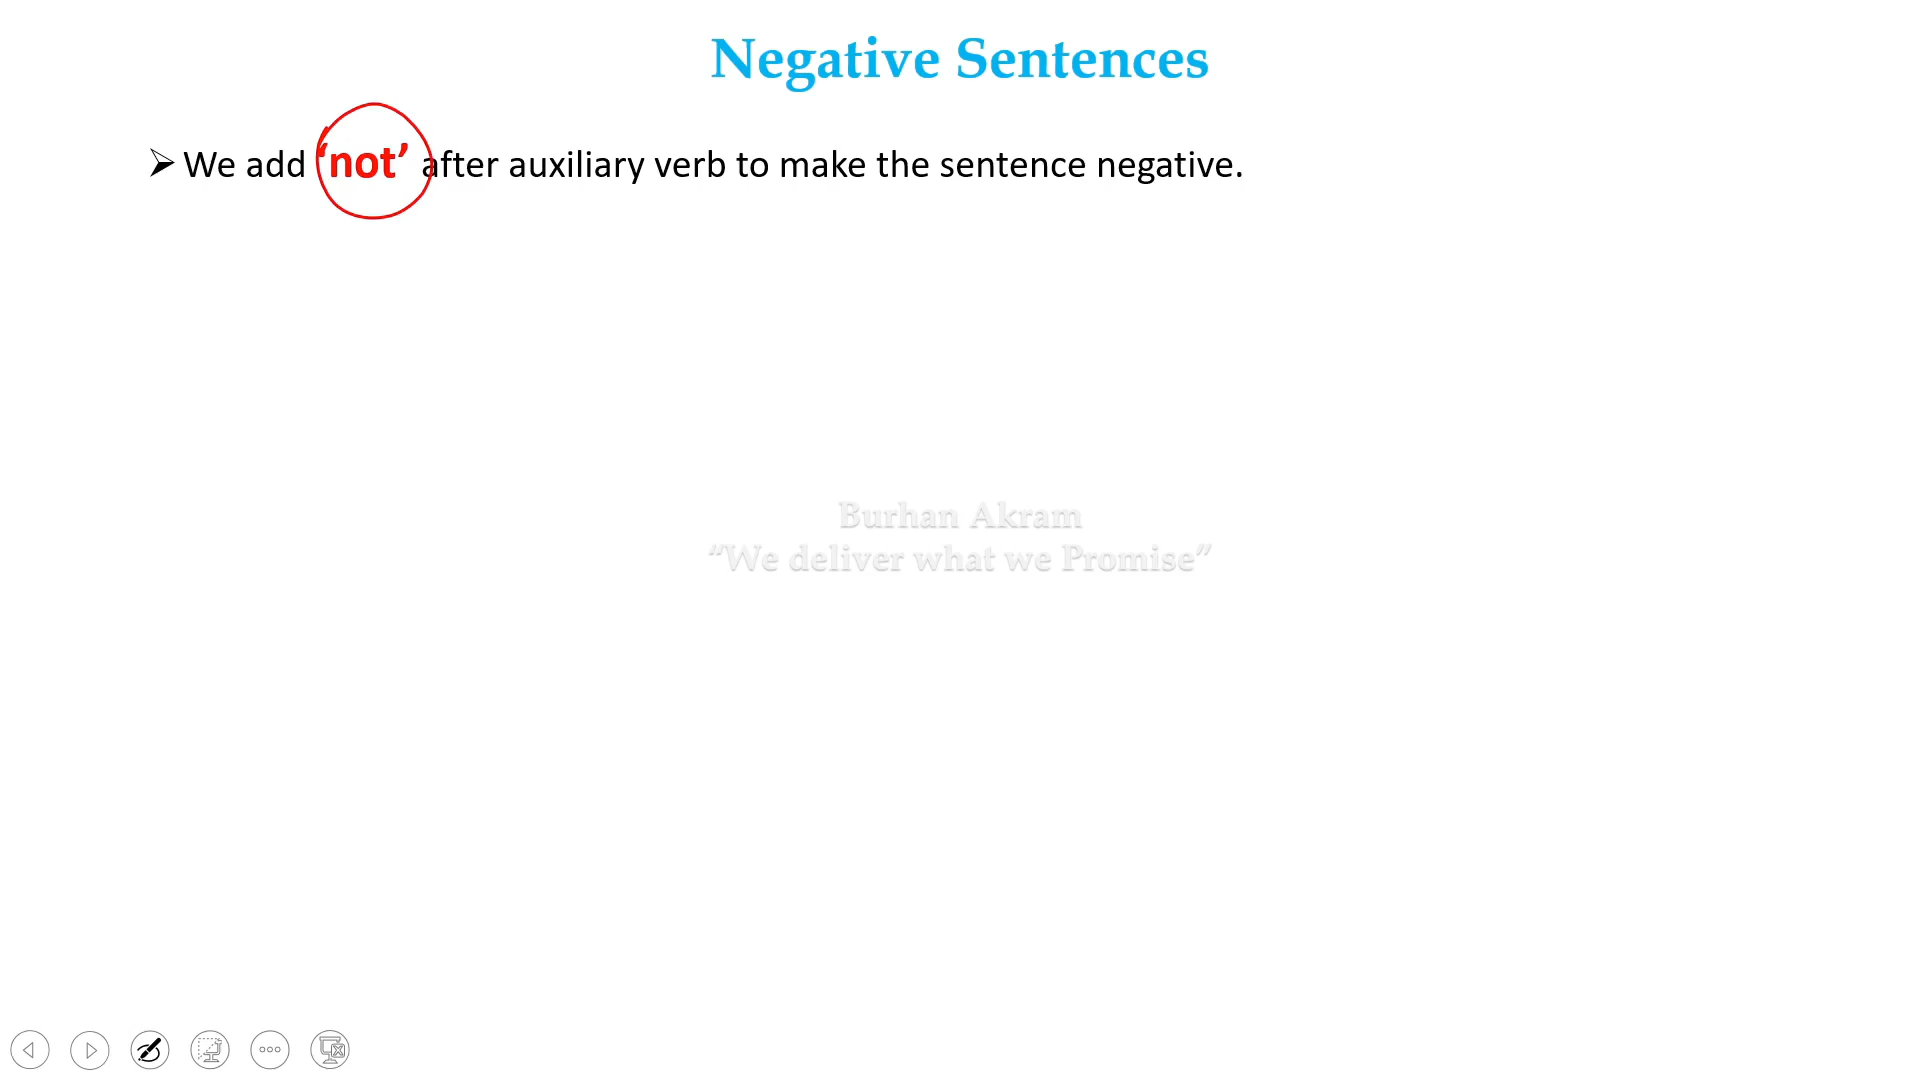 Negative Sentences
We add ‘not’ after auxiliary verb to make the sentence negative.
Burhan Akram
“We deliver what we Promise”